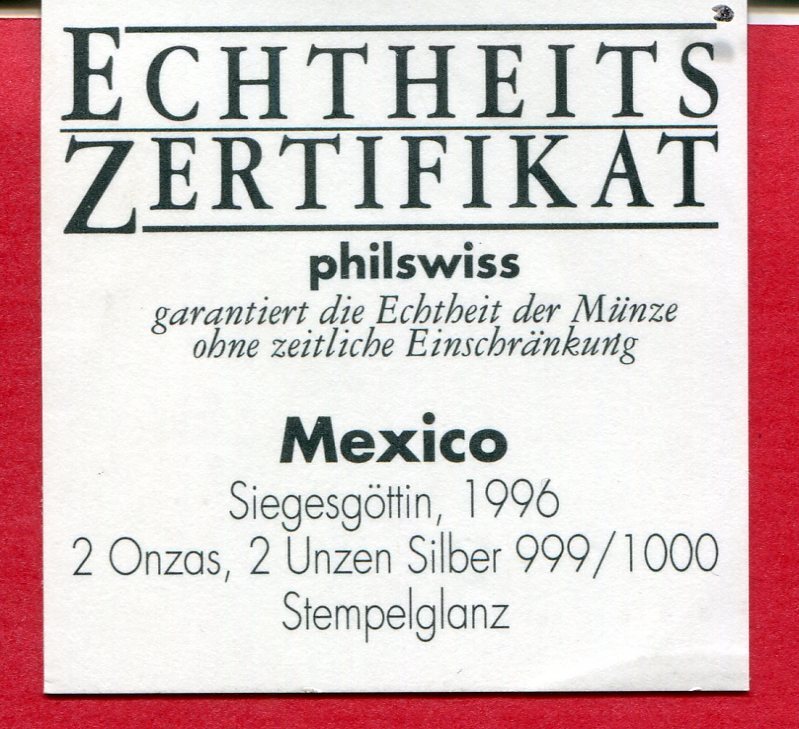 ECHTHEITS
ZERTIFIKAT
philswiss
garantiert die Echtheit der Münze
ohne zeitliche Einschränkung
Mexico
Siegesgöttin, 1996
2 Onzas, 2 Unzen Silber 999/1000
Stempelglanz